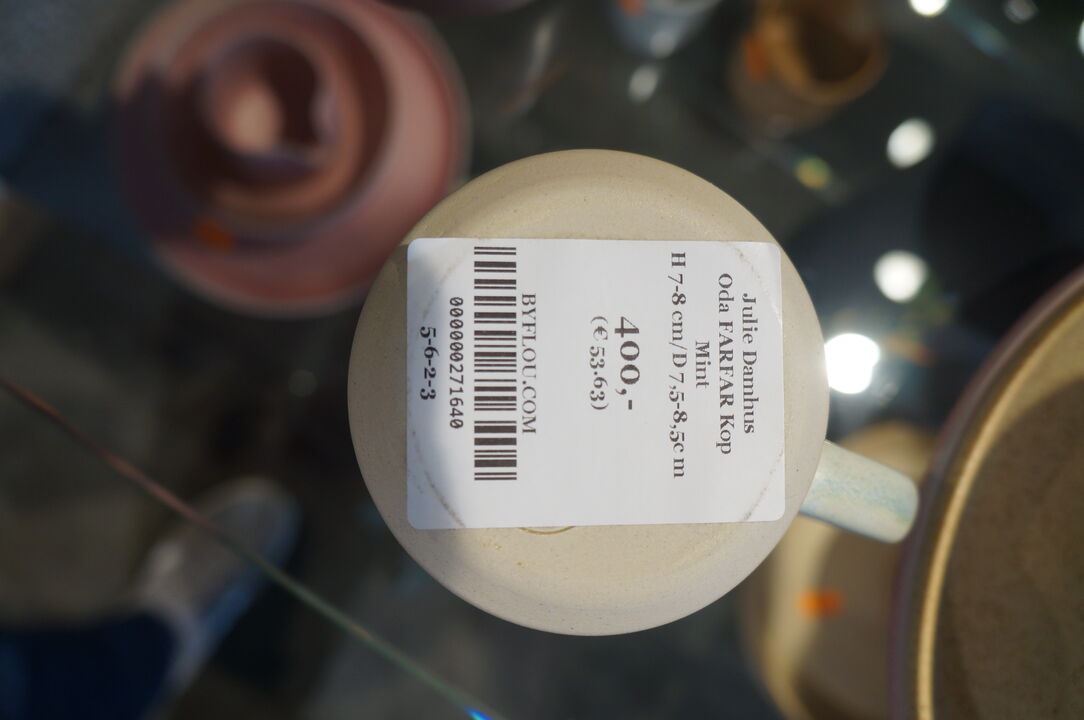 Julie Damhus
Oda FARFAR Kop
Mint
H 7-8 cm/D 7,5-8,5c m
400,-
(€ 53.63)
BYFLOU.COM
000000271640
5-6-2-3